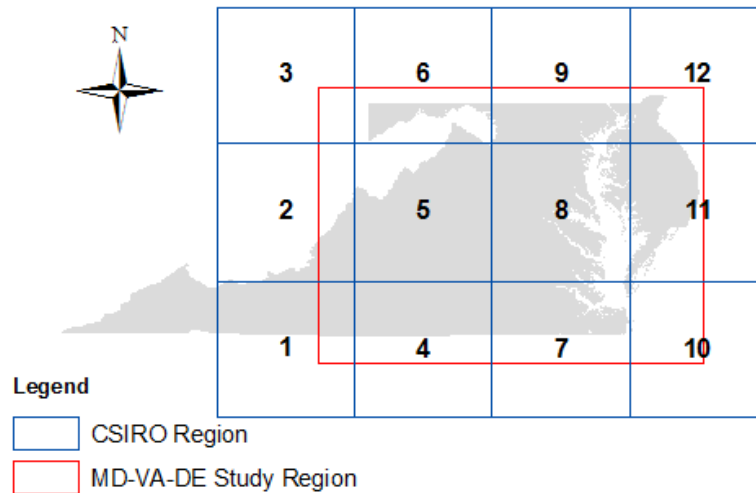 N
3 6 9 12
2 5 8 11
1 4 7 10
Legend
CSIRO Region
MD-VA-DE Study Region